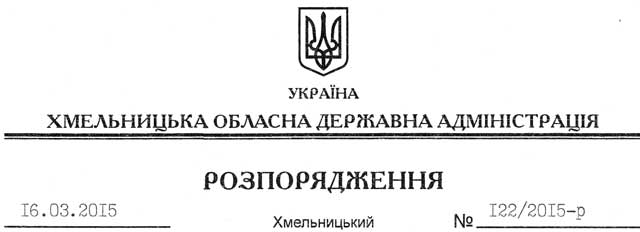 УКРАЇНА
ХМЕЛЬНИЦЬКА ОБЛАСНА ДЕРЖАВНА АДМІНІСТРАЦІЯ
РОЗПОРЯДЖЕННЯ
16.03.2015 Хмельницький № 122/2015-р